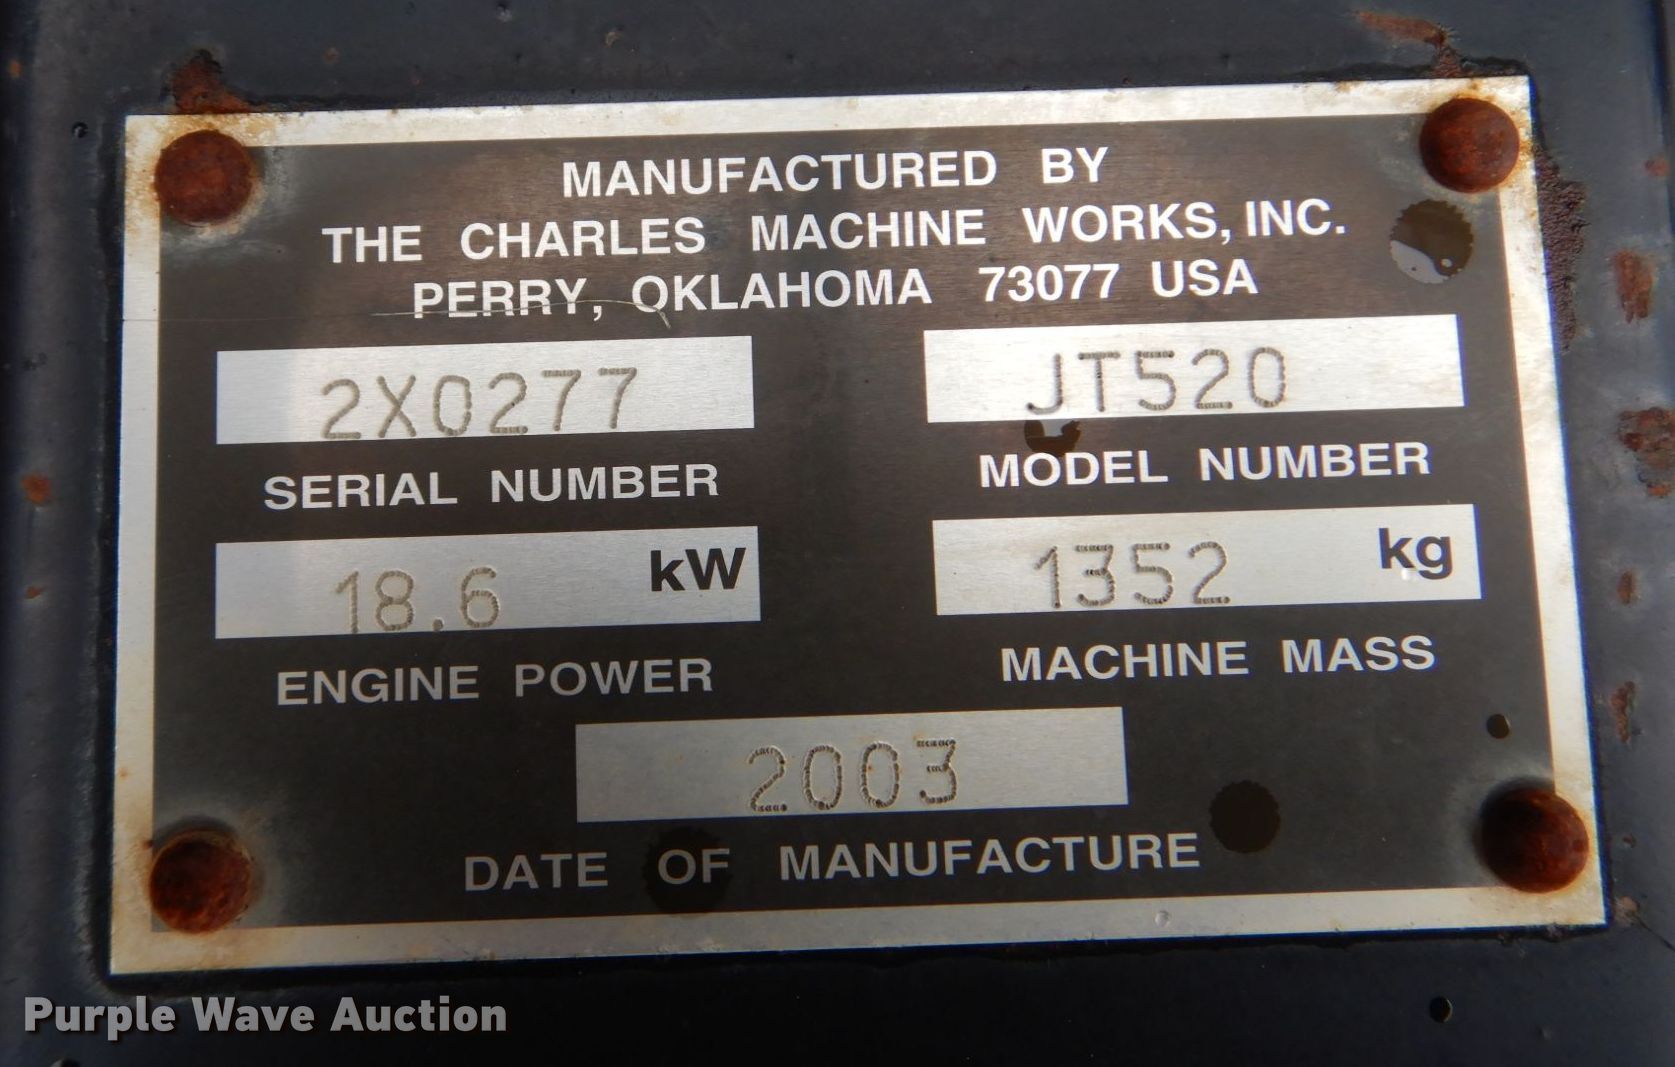 MANUFACTURED BY
THE CHARLES MACHINE WORKS, INC.
PERRY, OKLAHOMA 73077 USA
2X0277 JT520
SERIAL NUMBER MODEL NUMBER
18.6 kW 1352 kg
ENGINE POWER MACHINE MASS
2003
DATE OF MANUFACTURE
Purple Wave Auction